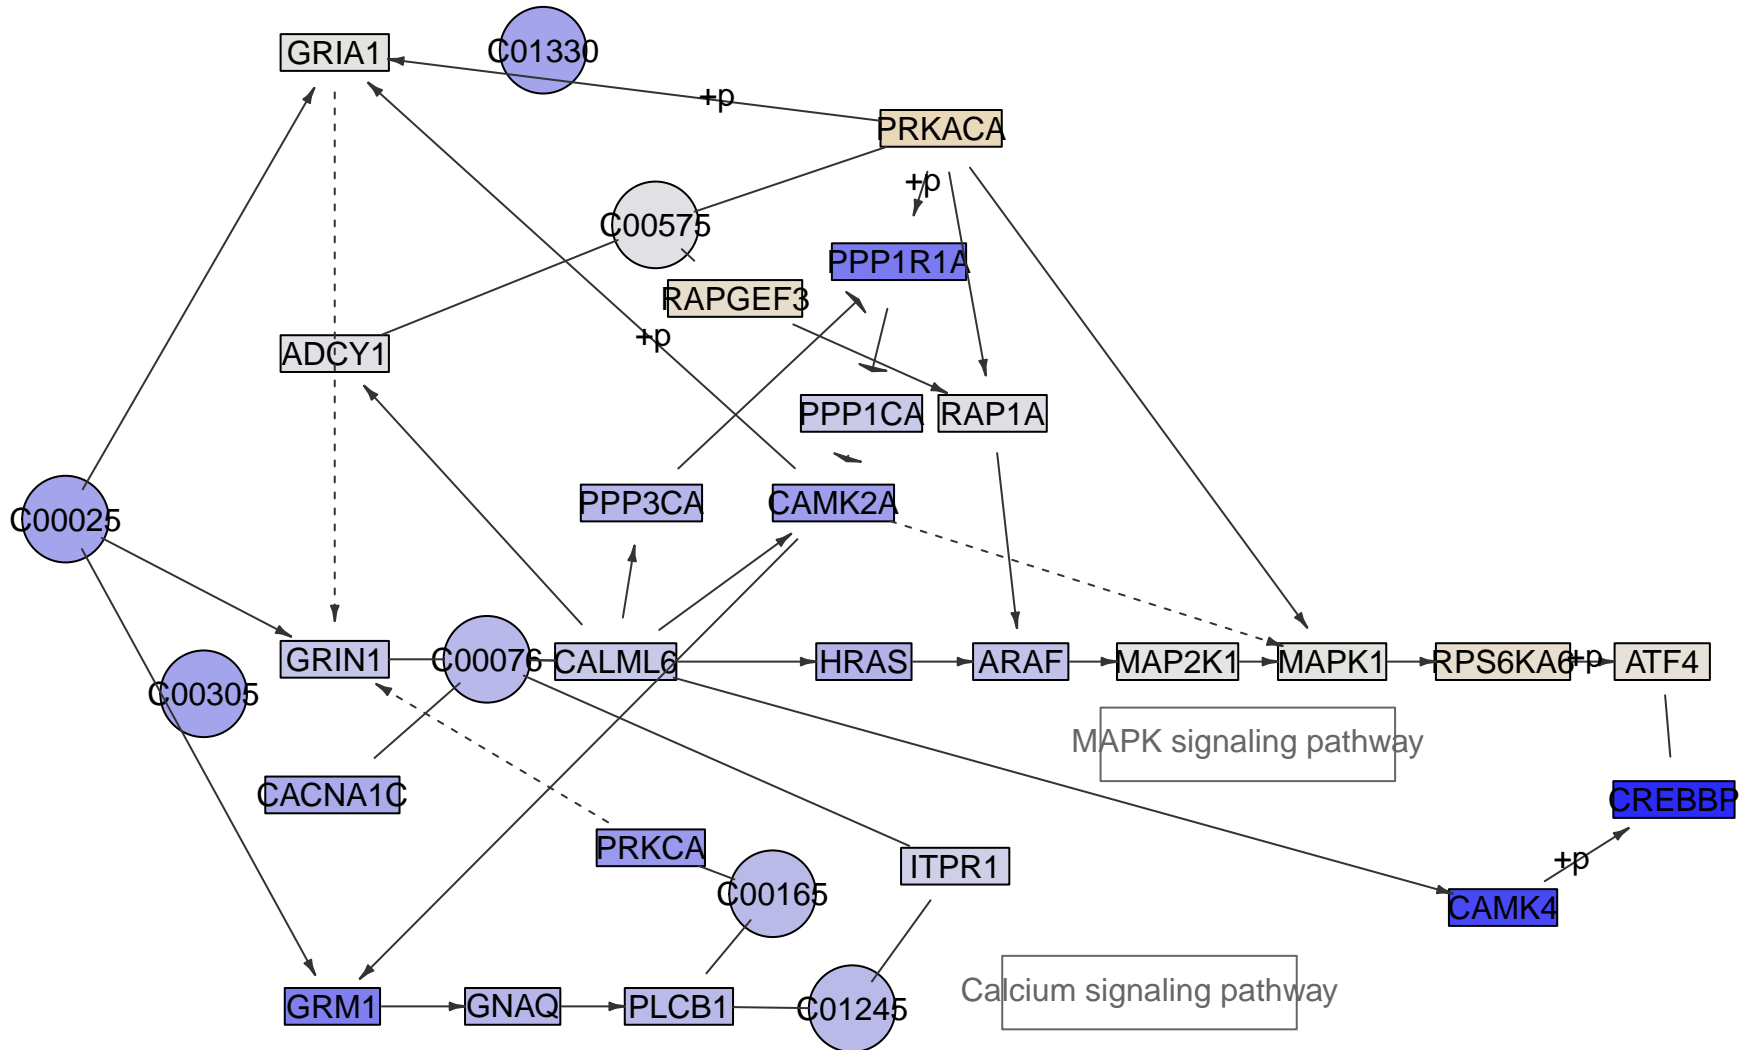 C01330
GRIA1
+p
PRKACA
+p
C00575
PPP1R1A
RAPGEF3
+p
ADCY1
PPP1CA
RAP1A
PPP3CA
CAMK2A
C00025
GRIN1
C00076
CALML6
HRAS
ARAF
MAP2K1
MAPK1
RPS6KA6
+p
ATF4
C00305
MAPK signaling pathway
CACNA1C
CREBBP
PRKCA
ITPR1
+p
C00165
CAMK4
Calcium signaling pathway
GRM1
GNAQ
PLCB1
C01245